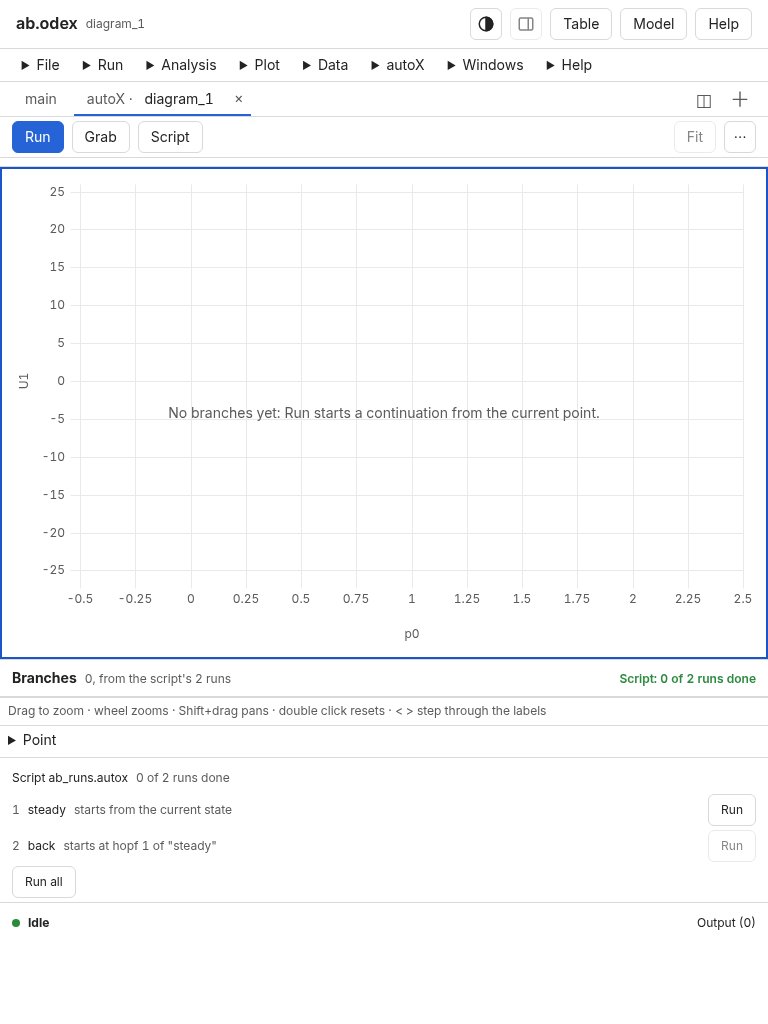 ab.odex diagram_1 Table Model Help
▶ File ▶ Run ▶ Analysis ▶ Plot ▶ Data ▶ autoX ▶ Windows ▶ Help
main autoX · diagram_1 ×
Run Grab Script Fit ···
25
20
15
10
5
0
-5
-10
-15
-20
-25
U1
No branches yet: Run starts a continuation from the current point.
-0.5 -0.25 0 0.25 0.5 0.75 1 1.25 1.5 1.75 2 2.25 2.5
p0
Branches 0, from the script's 2 runs Script: 0 of 2 runs done
Drag to zoom · wheel zooms · Shift+drag pans · double click resets · < > step through the labels
▶ Point
Script ab_runs.autox 0 of 2 runs done
1 steady starts from the current state Run
2 back starts at hopf 1 of "steady" Run
Run all
Idle Output (0)